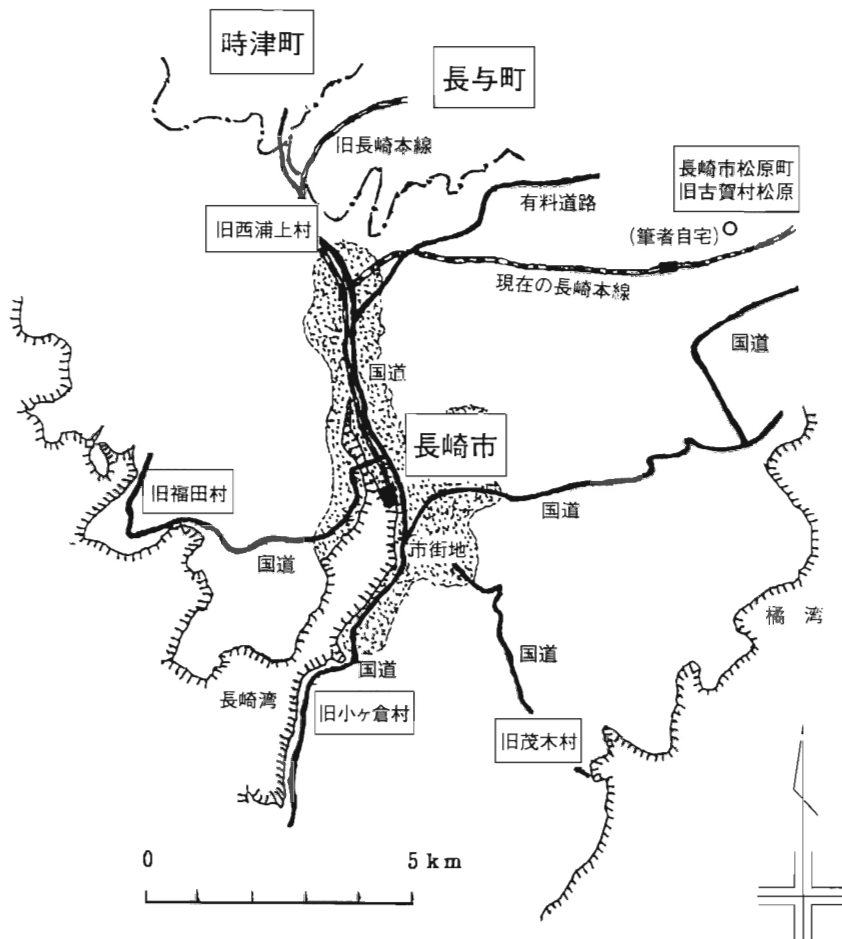 時津町
長与町
旧長崎本線
長崎市松原町
旧古賀村松原
有料道路
旧西浦上村
(筆者自宅)
現在の長崎本線
国道
国道
長崎市
旧福田村
国道
市街地
国道
橘 湾
国道
国道
長崎湾
旧小ヶ倉村
旧茂木村
0 5 km